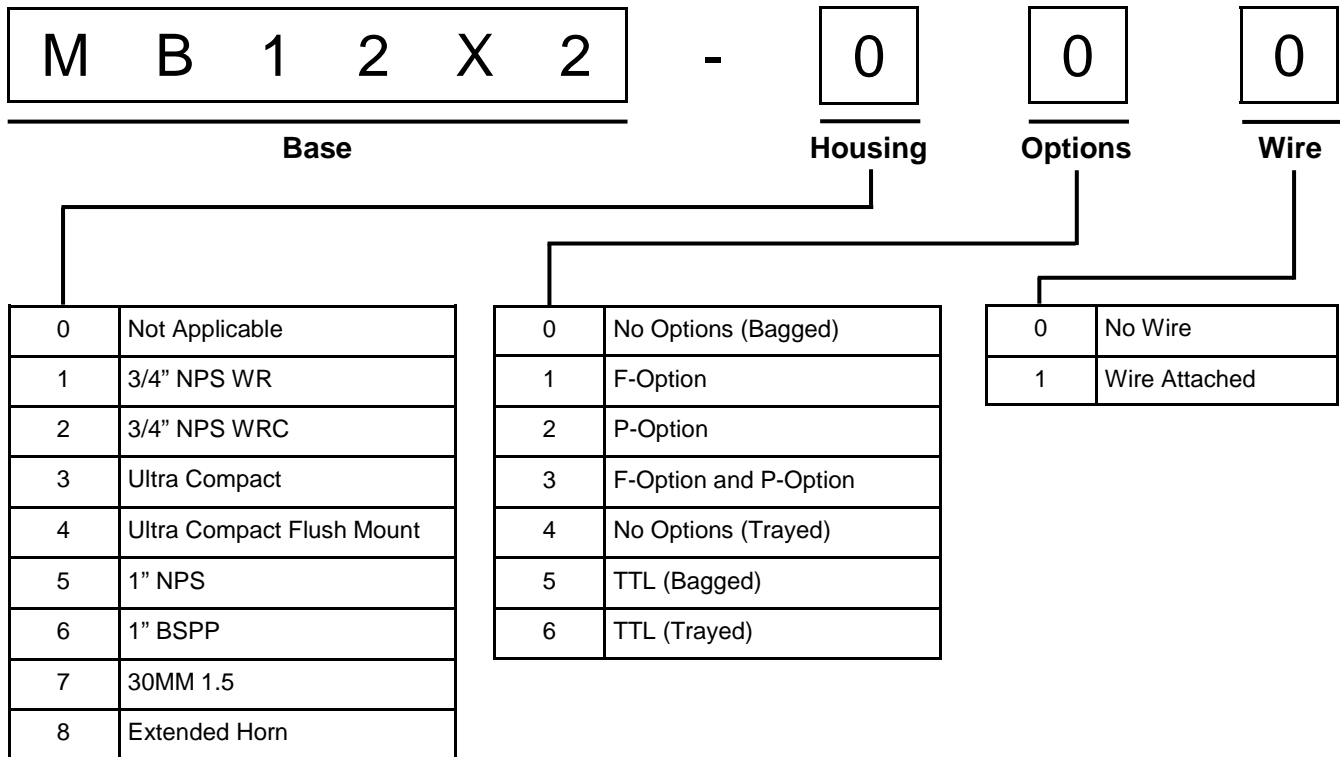 M B 1 2 X 2 - 0 0 0
Base Housing Options Wire
0 Not Applicable
1 3/4” NPS WR
2 3/4” NPS WRC
3 Ultra Compact
4 Ultra Compact Flush Mount
5 1” NPS
6 1” BSPP
7 30MM 1.5
8 Extended Horn
0 No Options (Bagged)
1 F-Option
2 P-Option
3 F-Option and P-Option
4 No Options (Trayed)
5 TTL (Bagged)
6 TTL (Trayed)
0 No Wire
1 Wire Attached